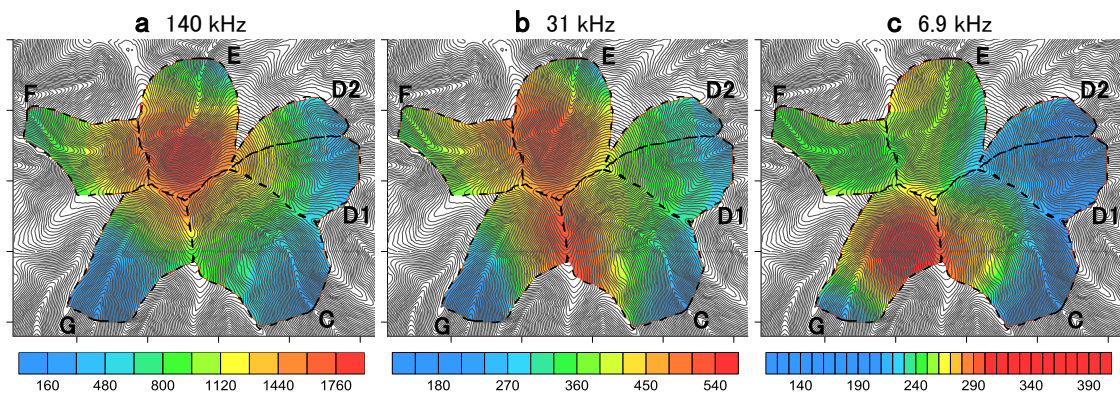 a 140 kHz
b 31 kHz
c 6.9 kHz
E
F
D2
D1
G
C
E
F
D2
D1
G
C
E
F
D2
D1
G
C
160 480 800 1120 1440 1760
180 270 360 450 540
140 190 240 290 340 390